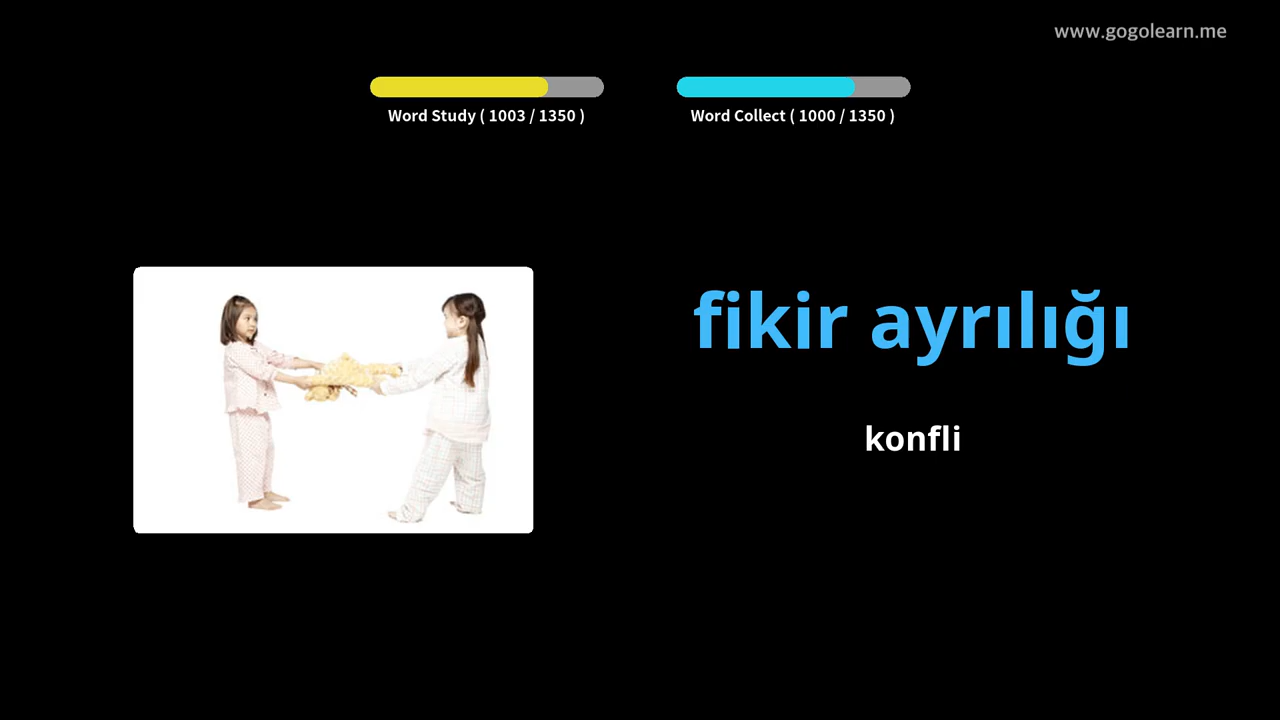 www.gogolearn.me
Word Study ( 1003 / 1350 )
Word Collect ( 1000 / 1350 )
fikir ayrılığı
konfli